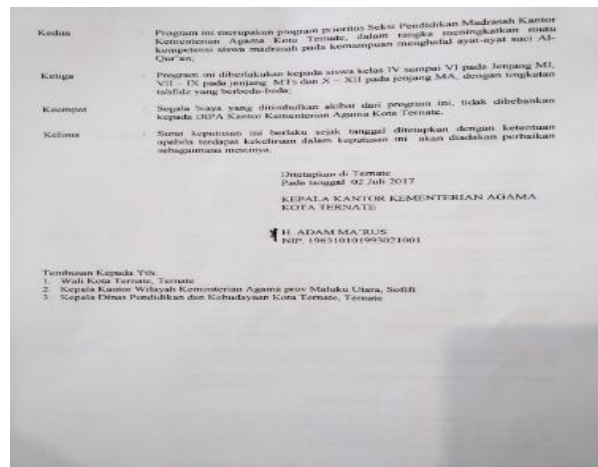 Kedua : Program ini merupakan program prioritas Seksi Pendidikan Madrasah Kantor
Kementerian Agama Kota Ternate, dalam rangka meningkatkan mutu
kompetensi siswa madrasah pada kemampuan menghafal ayat-ayat suci Al-
Qur'an;
Ketiga : Program ini diberlakukan kepada siswa kelas IV sampai VI pada Jenjang MI,
VII - IX pada jenjang MTs dan X - XII pada jenjang MA, dengan tingkatan
tahfidz yang berbeda-beda;
Keempat : Segala biaya yang ditimbulkan akibat dari program ini, tidak dibebankan
kepada DIPA Kantor Kementerian Agama Kota Ternate.
Kelima : Surat keputusan ini berlaku sejak tanggal ditetapkan dengan ketentuan
apabila terdapat kekeliruan dalam keputusan ini akan diadakan perbaikan
sebagaimana mestinya.
Ditetapkan di Ternate
Pada tanggal 02 Juli 2017
KEPALA KANTOR KEMENTERIAN AGAMA
KOTA TERNATE
H. ADAM MA'RUS
NIP. 196310101993021001
Tembusan Kepada Yth:
1. Wali Kota Ternate, Ternate
2. Kepala Kantor Wilayah Kementerian Agama prov Maluku Utara, Sofifi
3. Kepala Dinas Pendidikan dan Kebudayaan Kota Ternate, Ternate